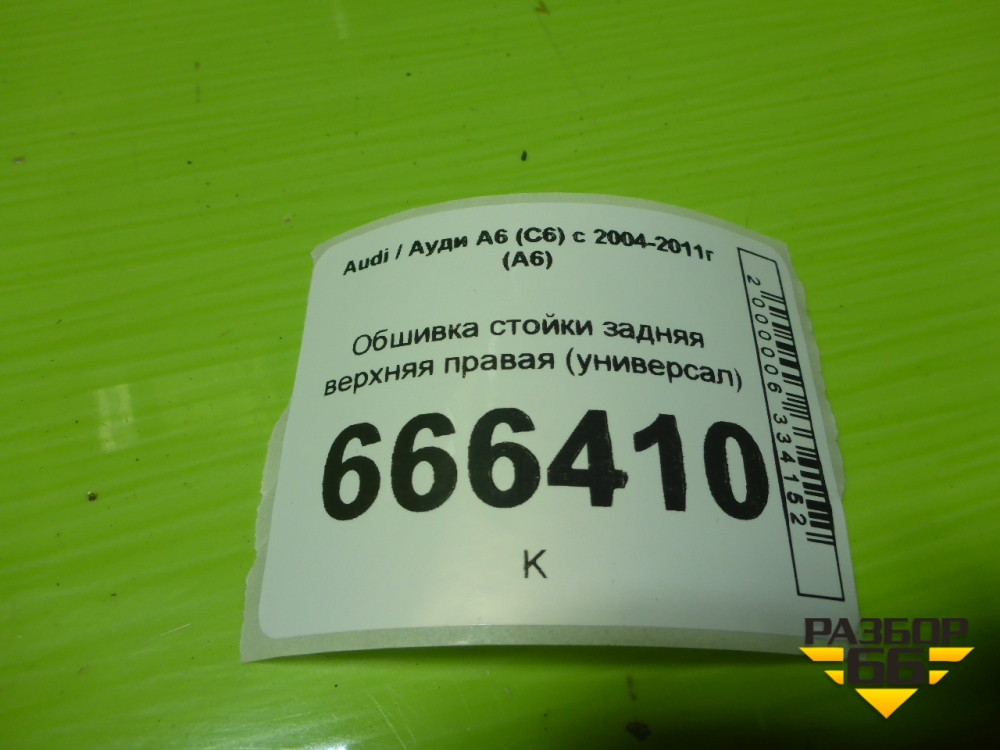 Audi / Ауди А6 (С6) с 2004-2011г
(А6)
Обшивка стойки задняя
верхняя правая (универсал)
666410
К
2000006334152
РАЗБОР
66